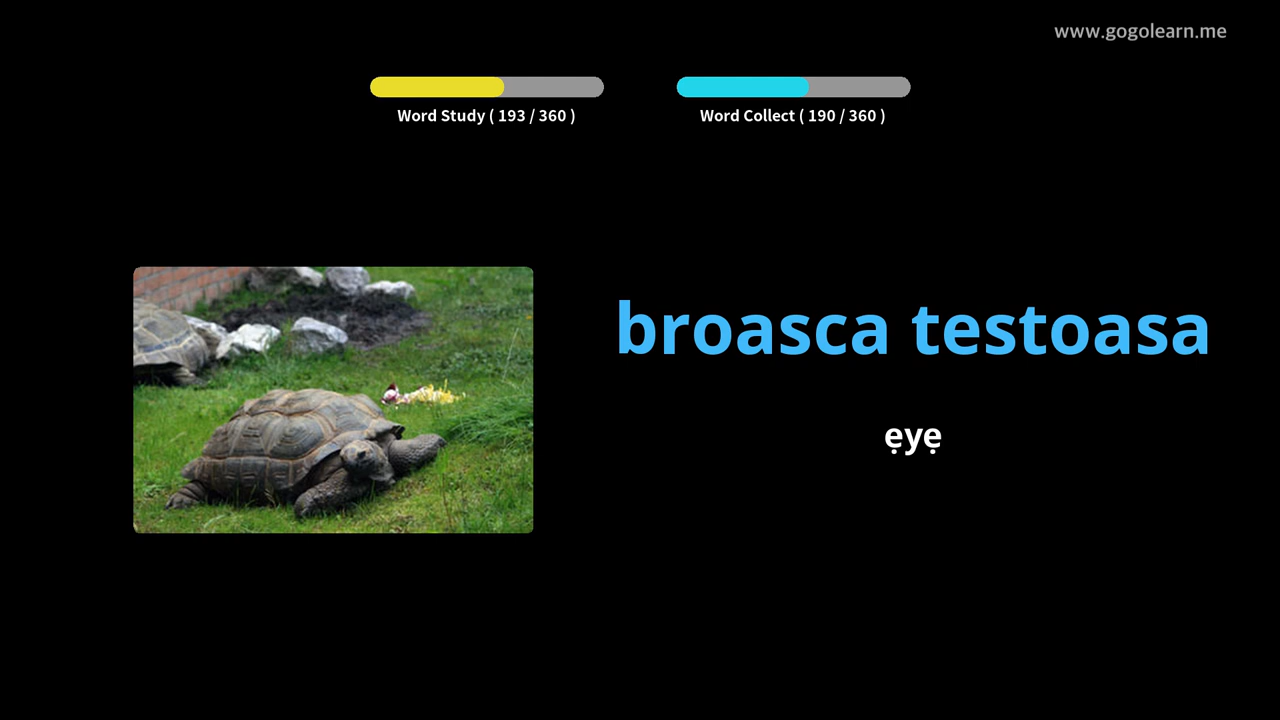 www.gogolearn.me
Word Study ( 193 / 360 )
Word Collect ( 190 / 360 )
broasca testoasa
ẹyẹ